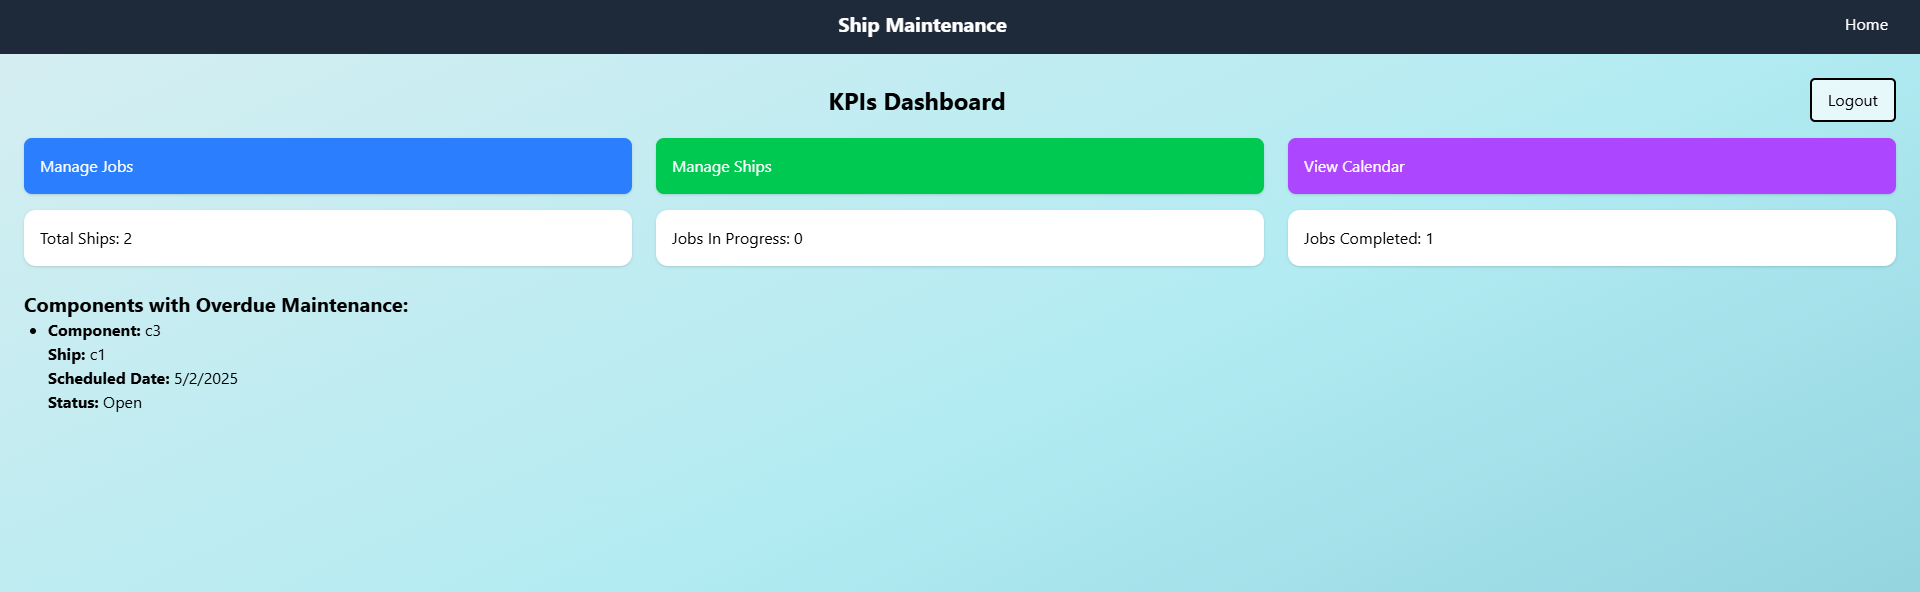 Ship Maintenance
Home
KPIs Dashboard
Logout
Manage Jobs
Manage Ships
View Calendar
Total Ships: 2
Jobs In Progress: 0
Jobs Completed: 1
Components with Overdue Maintenance:
Component: c3
Ship: c1
Scheduled Date: 5/2/2025
Status: Open